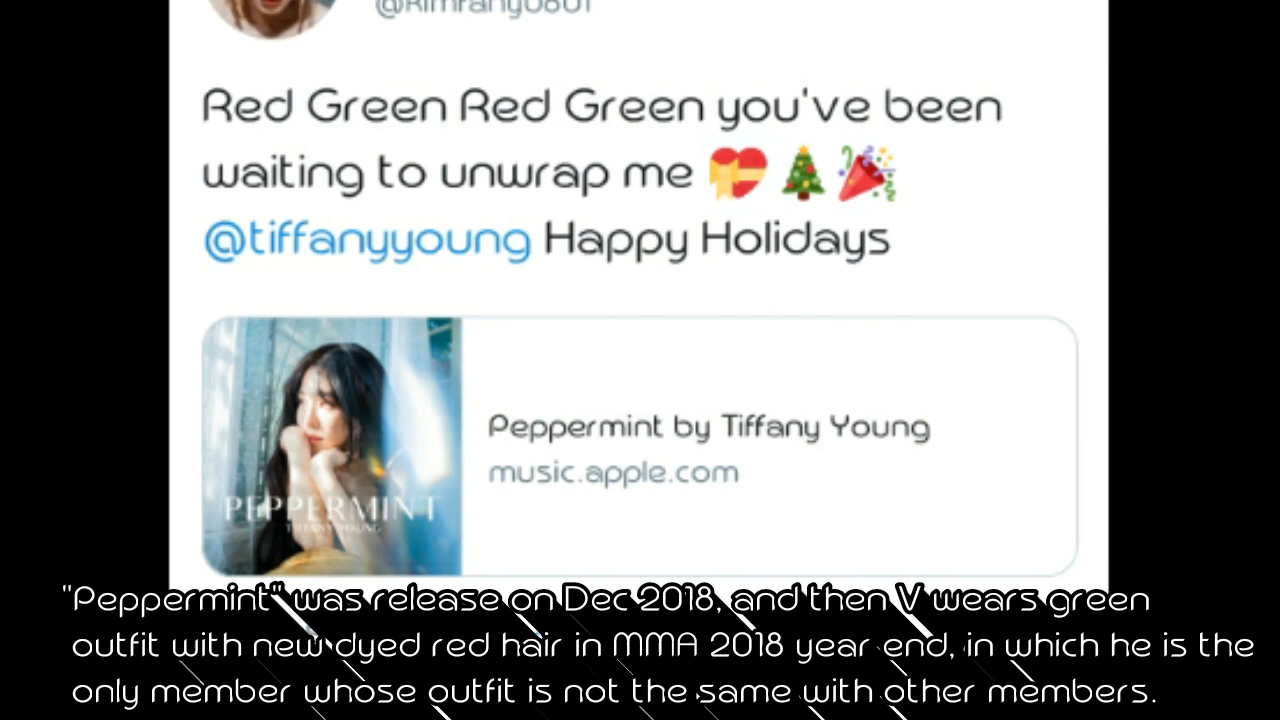 @kimfany0801
Red Green Red Green you've been
waiting to unwrap me
@tiffanyyoung Happy Holidays
Peppermint by Tiffany Young
music.apple.com
PEPPERMINT
TIFFANY YOUNG
"Peppermint" was release on Dec 2018, and then V wears green
outfit with new dyed red hair in MMA 2018 year end, in which he is the
only member whose outfit is not the same with other members.